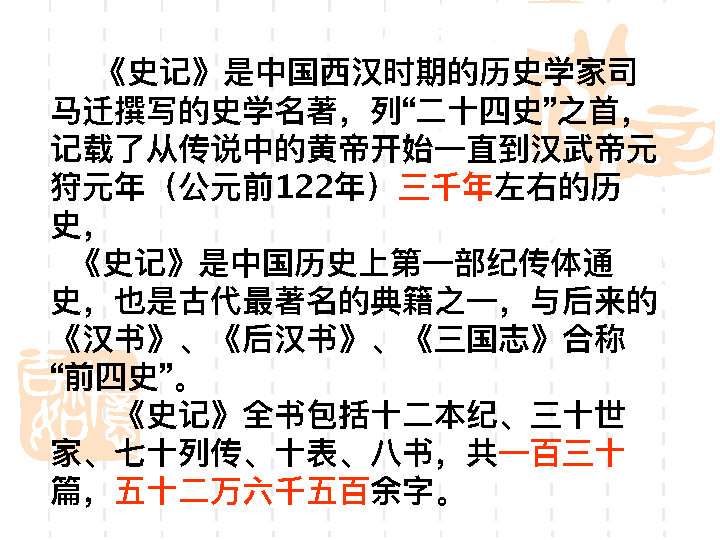 《史记》是中国西汉时期的历史学家司
马迁撰写的史学名著，列“二十四史”之首，
记载了从传说中的黄帝开始一直到汉武帝元
狩元年（公元前122年）三千年左右的历
史，
《史记》是中国历史上第一部纪传体通
史，也是古代最著名的典籍之一，与后来的
《汉书》、《后汉书》、《三国志》合称
“前四史”。
《史记》全书包括十二本纪、三十世
家、七十列传、十表、八书，共一百三十
篇，五十二万六千五百余字。